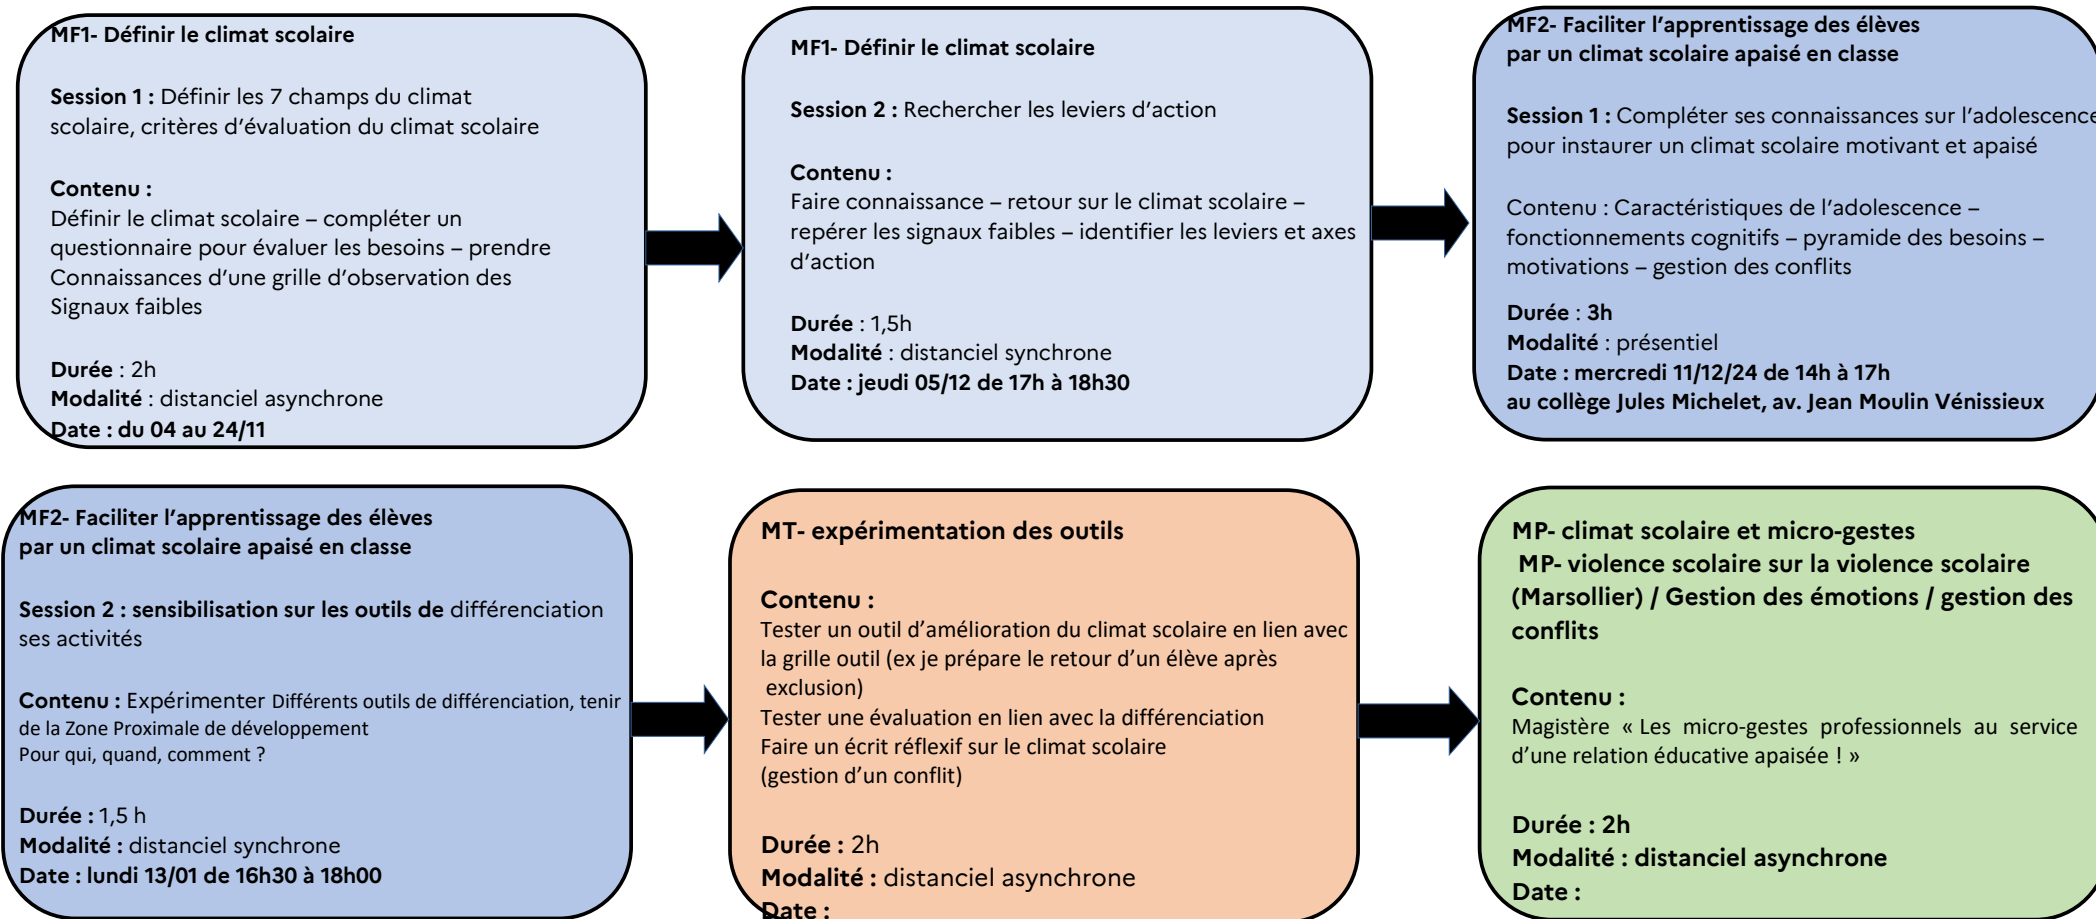 MF1- Définir le climat scolaire
Session 1 : Définir les 7 champs du climat
scolaire, critères d’évaluation du climat scolaire
Contenu :
Définir le climat scolaire – compléter un
questionnaire pour évaluer les besoins – prendre
Connaissances d’une grille d’observation des
Signaux faibles
Durée : 2h
Modalité : distanciel asynchrone
Date : du 04 au 24/11
MF1- Définir le climat scolaire
Session 2 : Rechercher les leviers d’action
Contenu :
Faire connaissance – retour sur le climat scolaire –
repérer les signaux faibles – identifier les leviers et axes
d’action
Durée : 1,5h
Modalité : distanciel synchrone
Date : jeudi 05/12 de 17h à 18h30
MF2- Faciliter l’apprentissage des élèves
par un climat scolaire apaisé en classe
Session 1 : Compléter ses connaissances sur l’adolescence
pour instaurer un climat scolaire motivant et apaisé
Contenu : Caractéristiques de l’adolescence –
fonctionnements cognitifs – pyramide des besoins –
motivations – gestion des conflits
Durée : 3h
Modalité : présentiel
Date : mercredi 11/12/24 de 14h à 17h
au collège Jules Michelet, av. Jean Moulin Vénissieux
MF2- Faciliter l’apprentissage des élèves
par un climat scolaire apaisé en classe
Session 2 : sensibilisation sur les outils de différenciation
ses activités
Contenu : Expérimenter Différents outils de différenciation, tenir
de la Zone Proximale de développement
Pour qui, quand, comment ?
Durée : 1,5 h
Modalité : distanciel synchrone
Date : lundi 13/01 de 16h30 à 18h00
MT- expérimentation des outils
Contenu :
Tester un outil d’amélioration du climat scolaire en lien avec
la grille outil (ex je prépare le retour d’un élève après
exclusion)
Tester une évaluation en lien avec la différenciation
Faire un écrit réflexif sur le climat scolaire
(gestion d’un conflit)
Durée : 2h
Modalité : distanciel asynchrone
Date :
MP- climat scolaire et micro-gestes
MP- violence scolaire sur la violence scolaire
(Marsollier) / Gestion des émotions / gestion des
conflits
Contenu :
Magistère « Les micro-gestes professionnels au service
d’une relation éducative apaisée ! »
Durée : 2h
Modalité : distanciel asynchrone
Date :